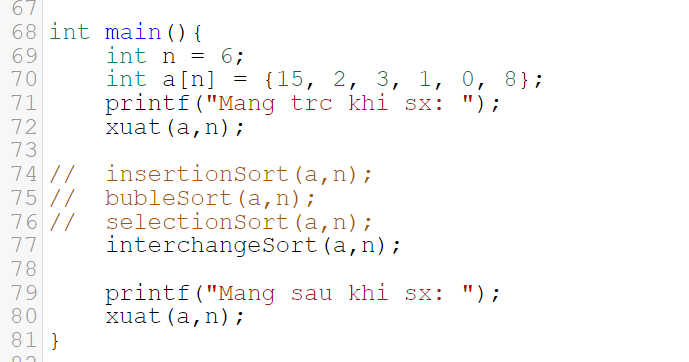 67
68 int main(){
69     int n = 6;
70     int a[n] = {15, 2, 3, 1, 0, 8};
71     printf("Mang trc khi sx: ");
72     xuat(a,n);
73
74 //  insertionSort(a,n);
75 //  bubleSort(a,n);
76 //  selectionSort(a,n);
77     interchangeSort(a,n);
78
79     printf("Mang sau khi sx: ");
80     xuat(a,n);
81 }